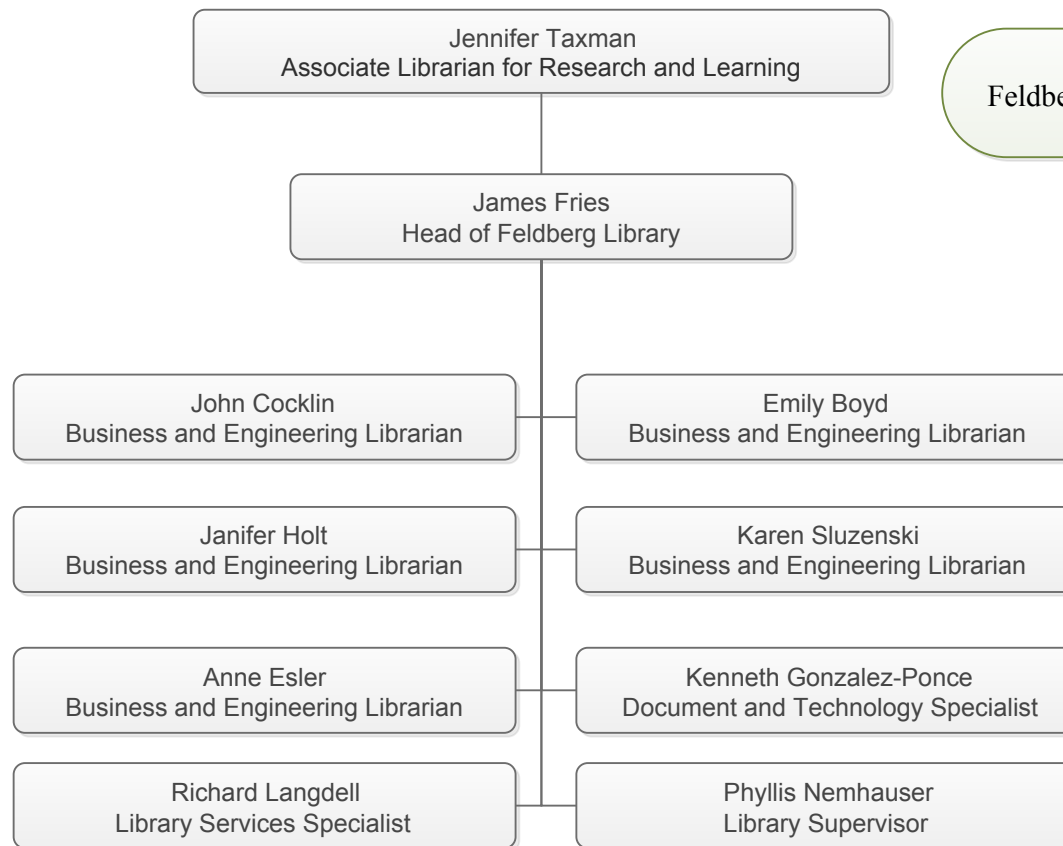 Jennifer Taxman
Associate Librarian for Research and Learning
James Fries
Head of Feldberg Library
John Cocklin
Business and Engineering Librarian
Emily Boyd
Business and Engineering Librarian
Janifer Holt
Business and Engineering Librarian
Karen Sluzenski
Business and Engineering Librarian
Anne Esler
Business and Engineering Librarian
Kenneth Gonzalez-Ponce
Document and Technology Specialist
Richard Langdell
Library Services Specialist
Phyllis Nemhauser
Library Supervisor